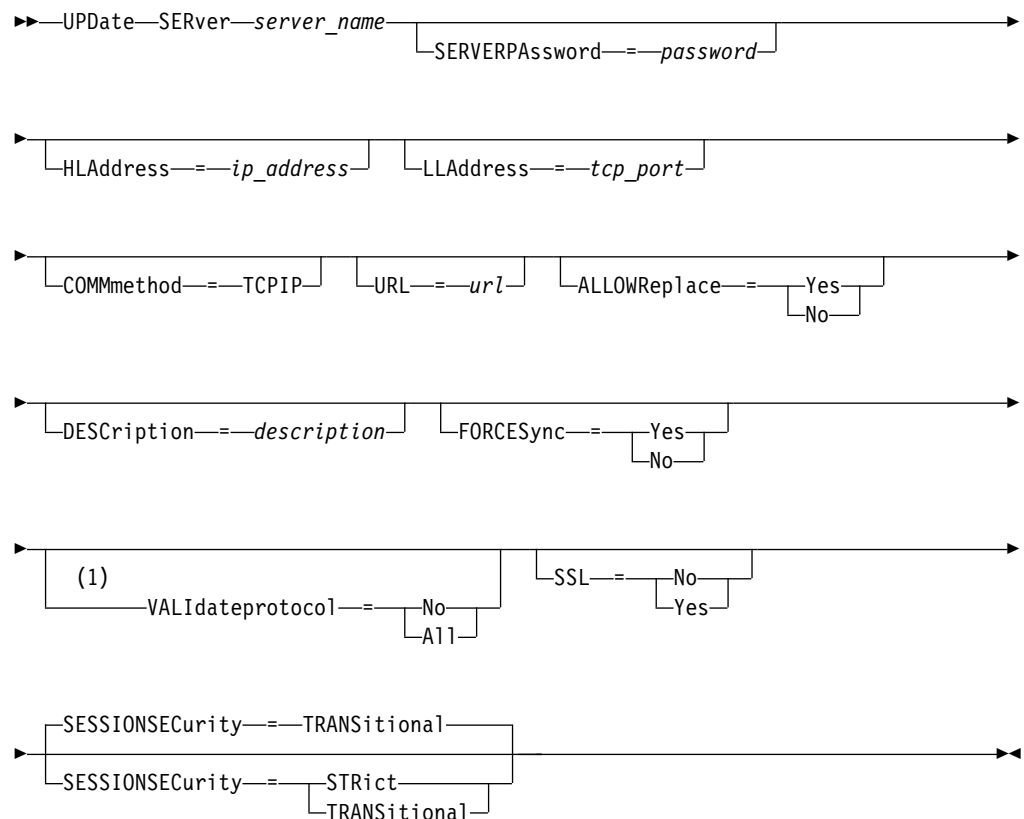 UPDate SERver server_name
SERVERPAssword = password
HLAddress = ip_address LLAddress = tcp_port
COMMmethod = TCPIP URL = url ALLOWReplace = Yes
No
DESCription = description FORCESync = Yes
No
(1)
VALIdateprotocol = No
All
SSL = No
Yes
SESSIONSECurity = TRANSitional
SESSIONSECurity = STRict
TRANSitional